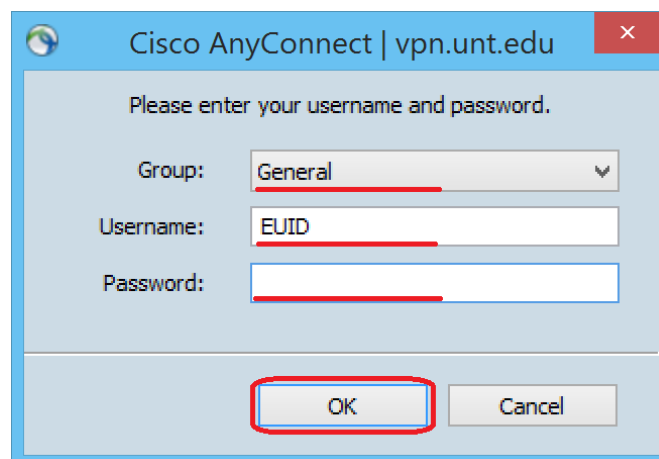 Cisco AnyConnect | vpn.unt.edu
Please enter your username and password.
Group: General
Username: EUID
Password:
OK Cancel